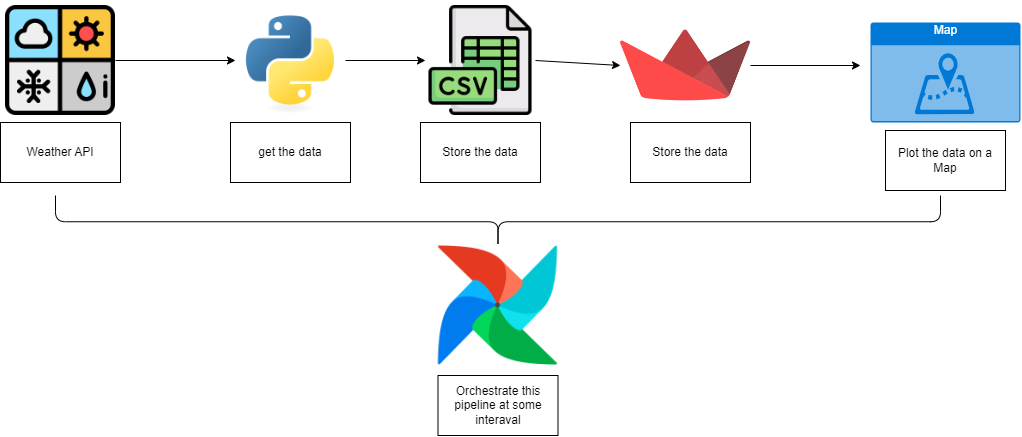 Map
CSV
Weather API
get the data
Store the data
Store the data
Plot the data on a
Map
Orchestrate this
pipeline at some
interaval